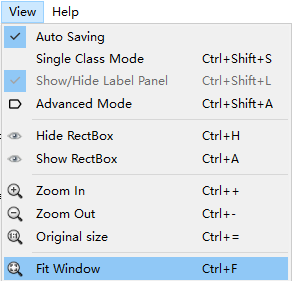 View Help
Auto Saving
Single Class Mode Ctrl+Shift+S
Show/Hide Label Panel Ctrl+Shift+L
Advanced Mode Ctrl+Shift+A
Hide RectBox Ctrl+H
Show RectBox Ctrl+A
Zoom In Ctrl++
Zoom Out Ctrl+-
Original size Ctrl+=
Fit Window Ctrl+F